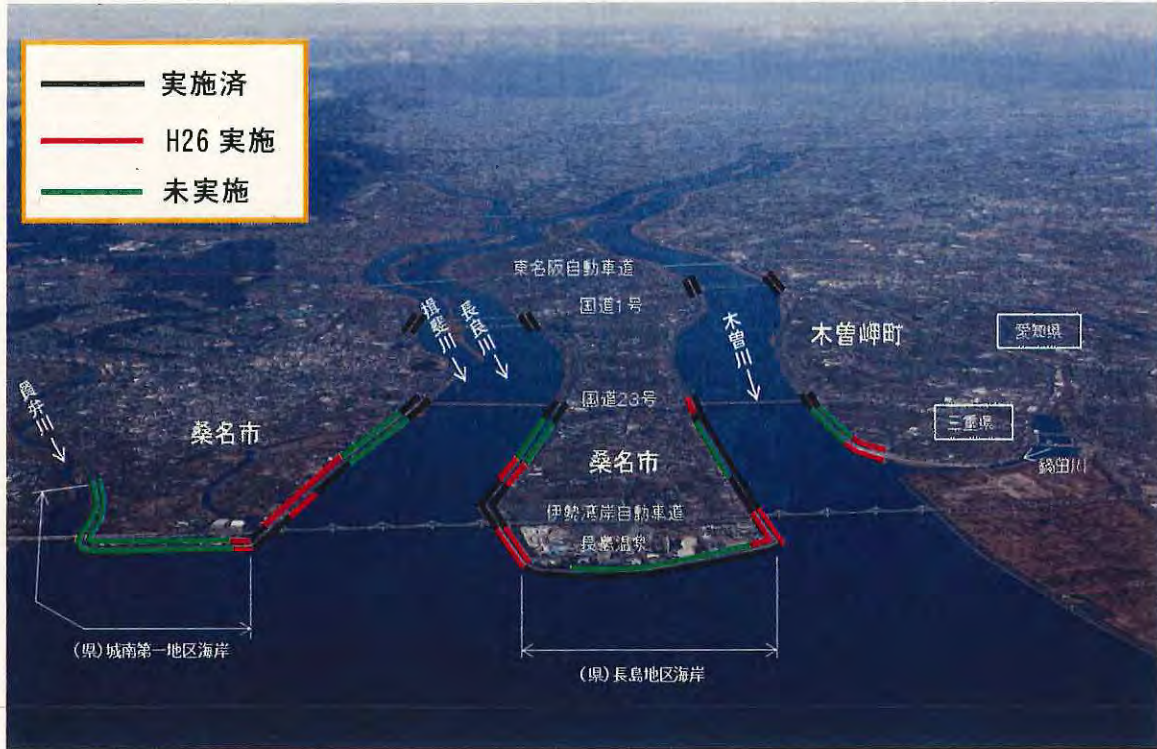 実施済
H26 実施
未実施
東名阪自動車道
国道1号
揖斐川
長良川
木曽川
木曽岬町
愛知県
員弁川
国道23号
桑名市
桑名市
三重県
鍋田川
伊勢湾岸自動車道
長島温泉
(県)城南第一地区海岸
(県)長島地区海岸